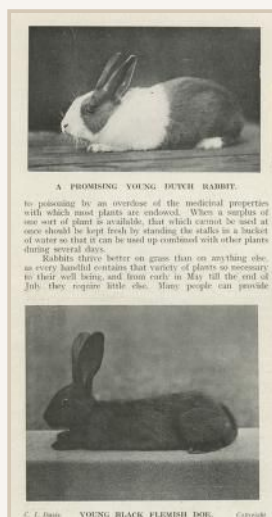 A PROMISING YOUNG DUTCH RABBIT.
to poisoning by an overdose of the medicinal properties
with which most plants are endowed. When a surplus of
one sort of plant is available, that which cannot be used at
once should be kept fresh by standing the stalks in a bucket
of water so that it can be used up combined with other plants
during several days.
Rabbits thrive better on grass than on anything else,
as every handful contains that variety of plants so necessary
to their well being, and from early in May till the end of
July they require little else. Many people can provide
YOUNG BLACK FLEMISH DOE. Copyright